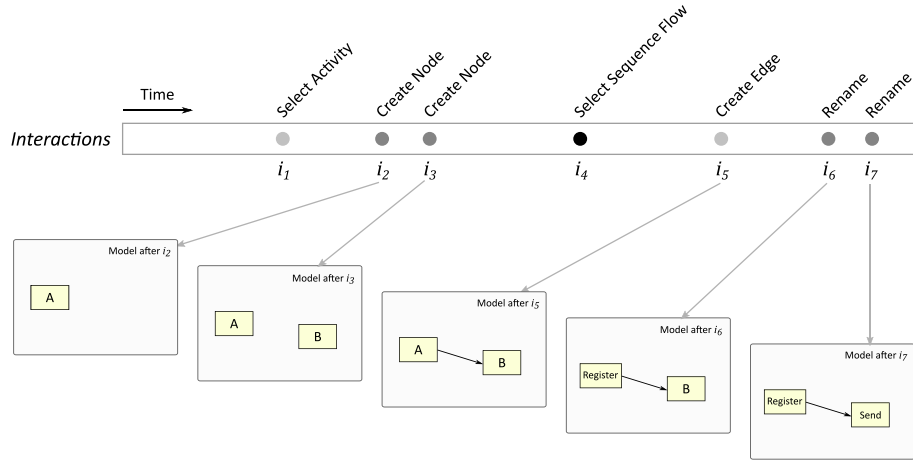 Select Activity
Create Node
Create Node
Select Sequence Flow
Create Edge
Rename
Rename
Time
Interactions
i1
i2
i3
i4
i5
i6
i7
Model after i2
A
Model after i3
A
B
Model after i5
A
B
Model after i6
Register
B
Model after i7
Register
Send